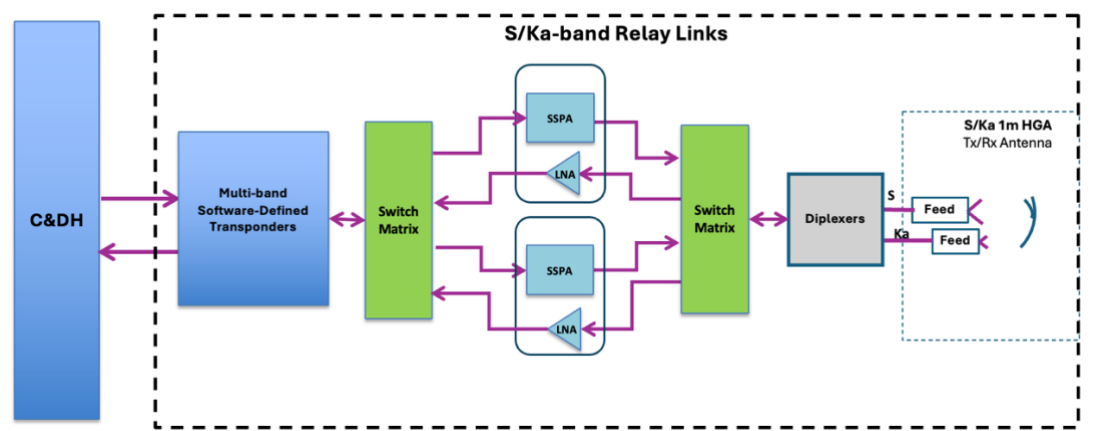 S/Ka-band Relay Links
C&DH
Multi-band
Software-Defined
Transponders
Switch
Matrix
SSPA
LNA
SSPA
LNA
Switch
Matrix
Diplexers
S
Ka
S/Ka 1m HGA
Tx/Rx Antenna
Feed
Feed